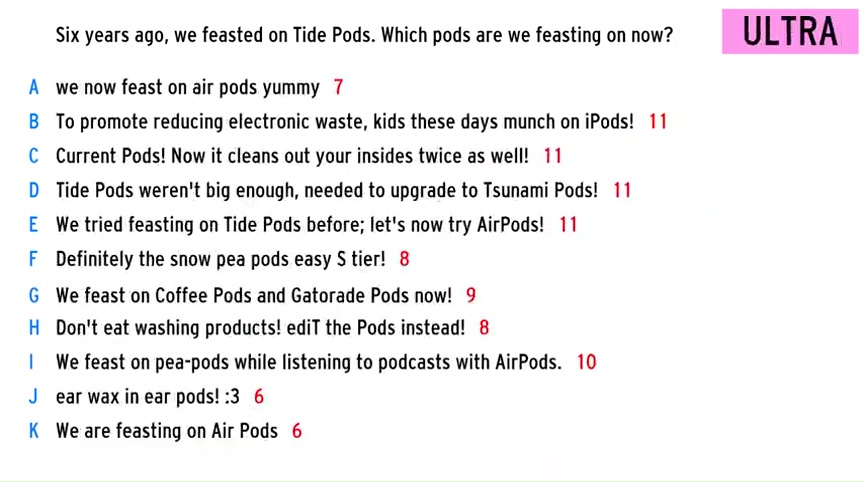 Six years ago, we feasted on Tide Pods. Which pods are we feasting on now?
ULTRA
A we now feast on air pods yummy 7
B To promote reducing electronic waste, kids these days munch on iPods! 11
C Current Pods! Now it cleans out your insides twice as well! 11
D Tide Pods weren't big enough, needed to upgrade to Tsunami Pods! 11
E We tried feasting on Tide Pods before; let's now try AirPods! 11
F Definitely the snow pea pods easy S tier! 8
G We feast on Coffee Pods and Gatorade Pods now! 9
H Don't eat washing products! ediT the Pods instead! 8
I We feast on pea-pods while listening to podcasts with AirPods. 10
J ear wax in ear pods! :3 6
K We are feasting on Air Pods 6